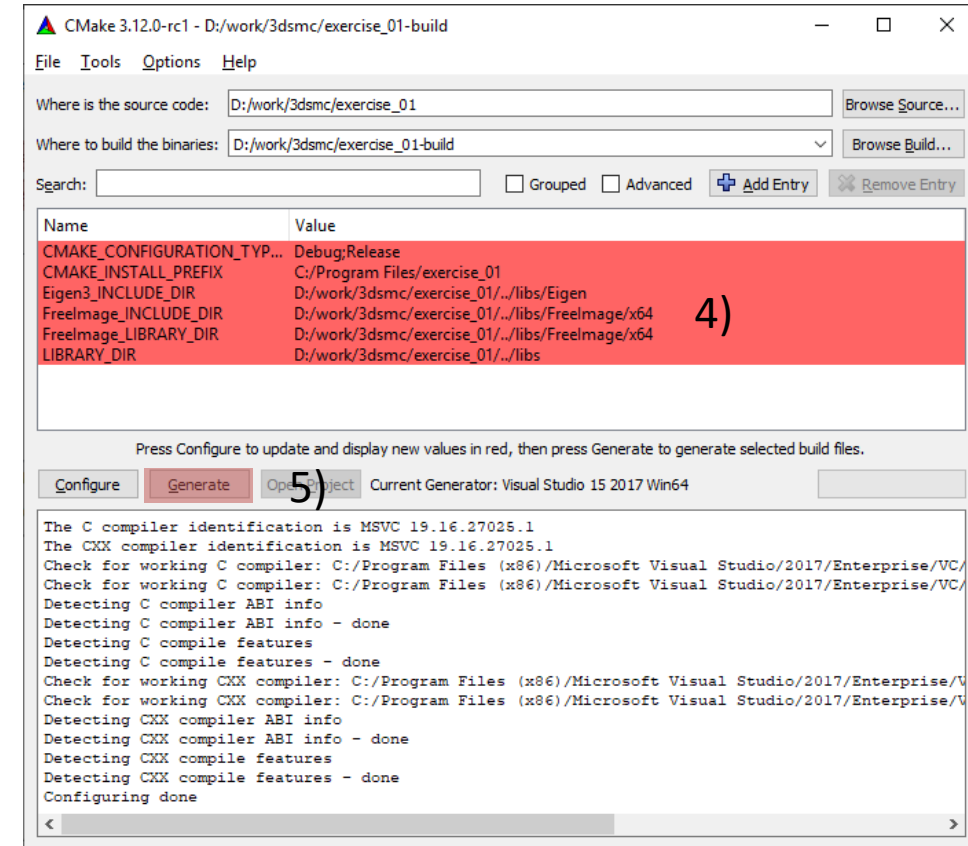 CMake 3.12.0-rc1 - D:/work/3dsmc/exercise_01-build
File Tools Options Help
Where is the source code: D:/work/3dsmc/exercise_01 Browse Source...
Where to build the binaries: D:/work/3dsmc/exercise_01-build Browse Build...
Search: Grouped Advanced Add Entry Remove Entry
Name Value
CMAKE_CONFIGURATION_TYP... Debug;Release
CMAKE_INSTALL_PREFIX C:/Program Files/exercise_01
Eigen3_INCLUDE_DIR D:/work/3dsmc/exercise_01/../libs/Eigen
FreeImage_INCLUDE_DIR D:/work/3dsmc/exercise_01/../libs/FreeImage/x64
4)
FreeImage_LIBRARY_DIR D:/work/3dsmc/exercise_01/../libs/FreeImage/x64
LIBRARY_DIR D:/work/3dsmc/exercise_01/../libs
Press Configure to update and display new values in red, then press Generate to generate selected build files.
Configure Generate Open Project Current Generator: Visual Studio 15 2017 Win64
5)
The C compiler identification is MSVC 19.16.27025.1
The CXX compiler identification is MSVC 19.16.27025.1
Check for working C compiler: C:/Program Files (x86)/Microsoft Visual Studio/2017/Enterprise/VC/
Check for working C compiler: C:/Program Files (x86)/Microsoft Visual Studio/2017/Enterprise/VC/
Detecting C compiler ABI info
Detecting C compiler ABI info - done
Detecting C compile features
Detecting C compile features - done
Check for working CXX compiler: C:/Program Files (x86)/Microsoft Visual Studio/2017/Enterprise/V
Check for working CXX compiler: C:/Program Files (x86)/Microsoft Visual Studio/2017/Enterprise/V
Detecting CXX compiler ABI info
Detecting CXX compiler ABI info - done
Detecting CXX compile features
Detecting CXX compile features - done
Configuring done